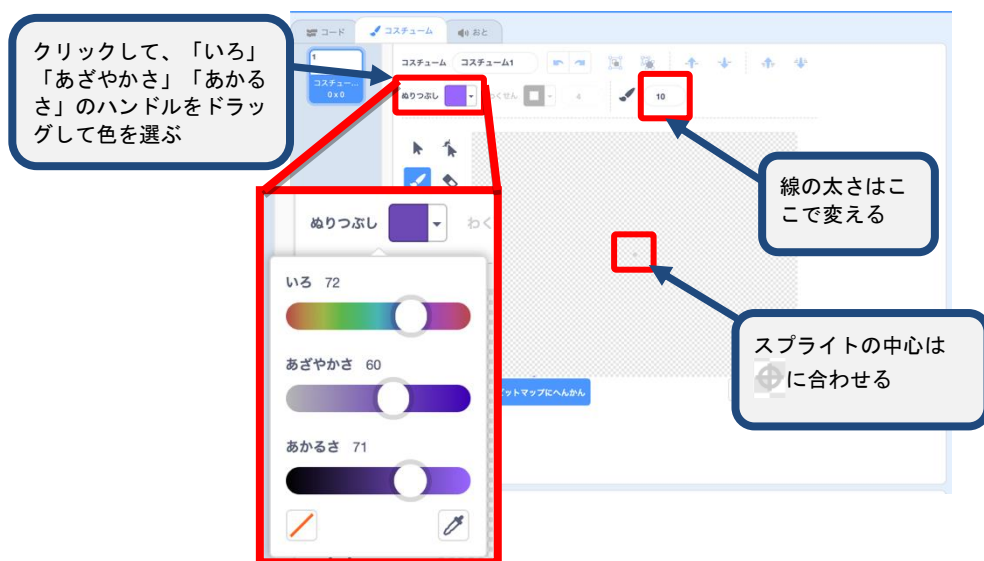 コード
コスチューム
おと
クリックして、「いろ」
「あざやかさ」「あかる
さ」のハンドルをドラッ
グして色を選ぶ
1
コスチュー...
0 x 0
コスチューム コスチューム1
ぬりつぶし わくせん 4 10
線の太さはこ
こで変える
ぬりつぶし わく
いろ 72
あざやかさ 60
あかるさ 71
スプライトの中心は
に合わせる
ットマップにへんかん